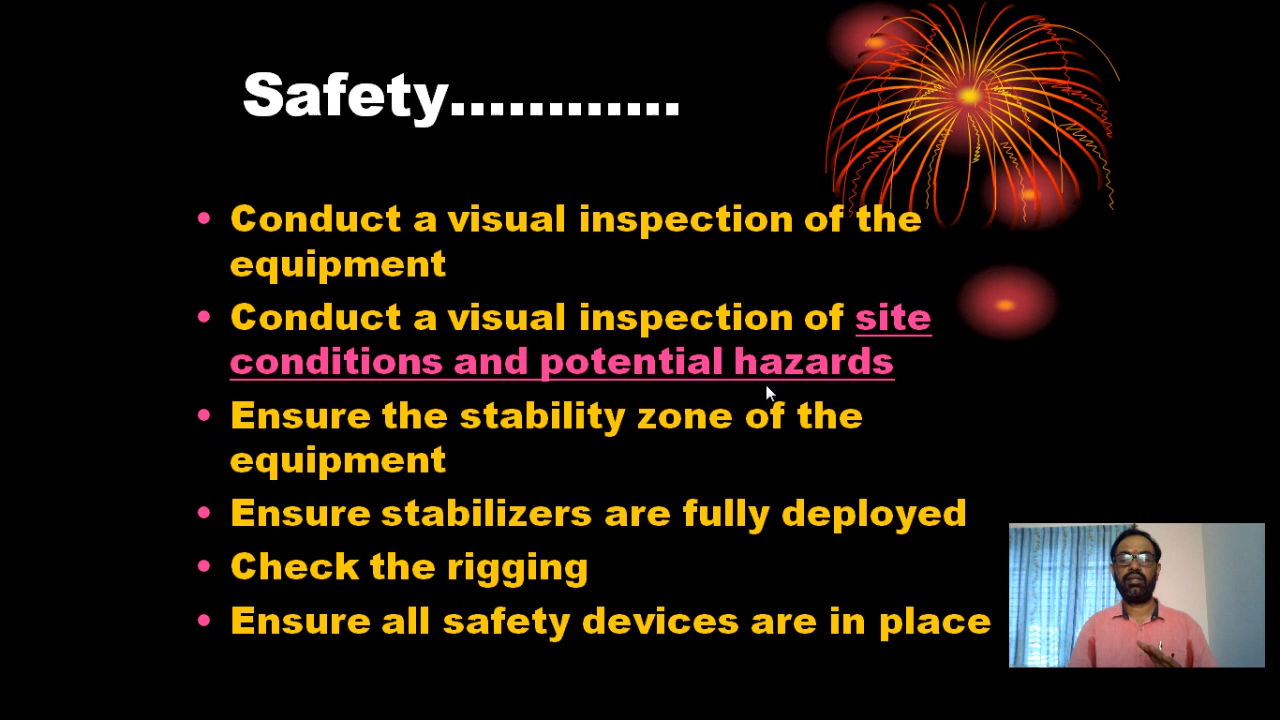 Safety............
• Conduct a visual inspection of the
equipment
• Conduct a visual inspection of site
conditions and potential hazards
• Ensure the stability zone of the
equipment
• Ensure stabilizers are fully deployed
• Check the rigging
• Ensure all safety devices are in place